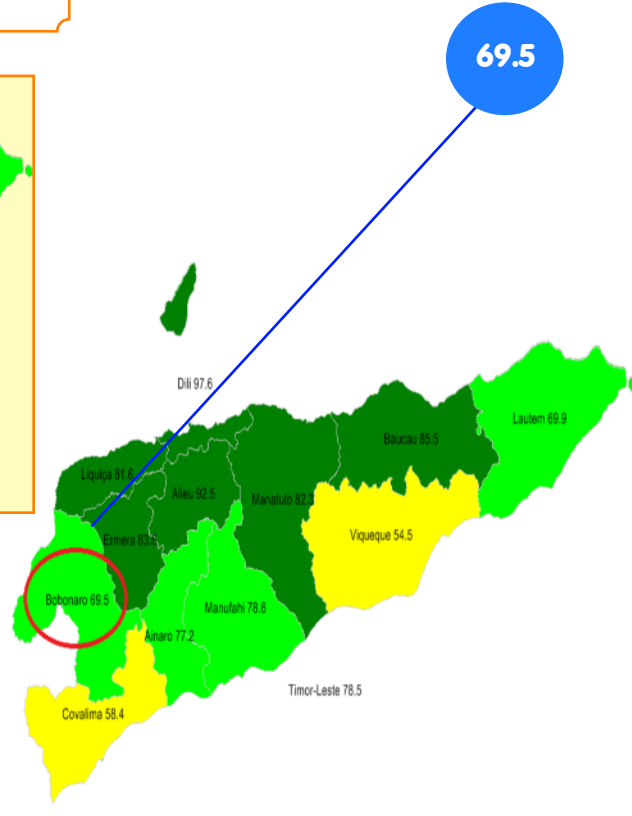 69.5
Dili 97.6
Lautem 69.9
Baucau 85.5
Liquiça 81.6
Aileu 92.5
Manatuto 82.3
Viqueque 54.5
Ermera 83.
Bobonaro 69.5
Manufahi 78.6
Ainaro 77.2
Timor-Leste 78.5
Covalima 58.4